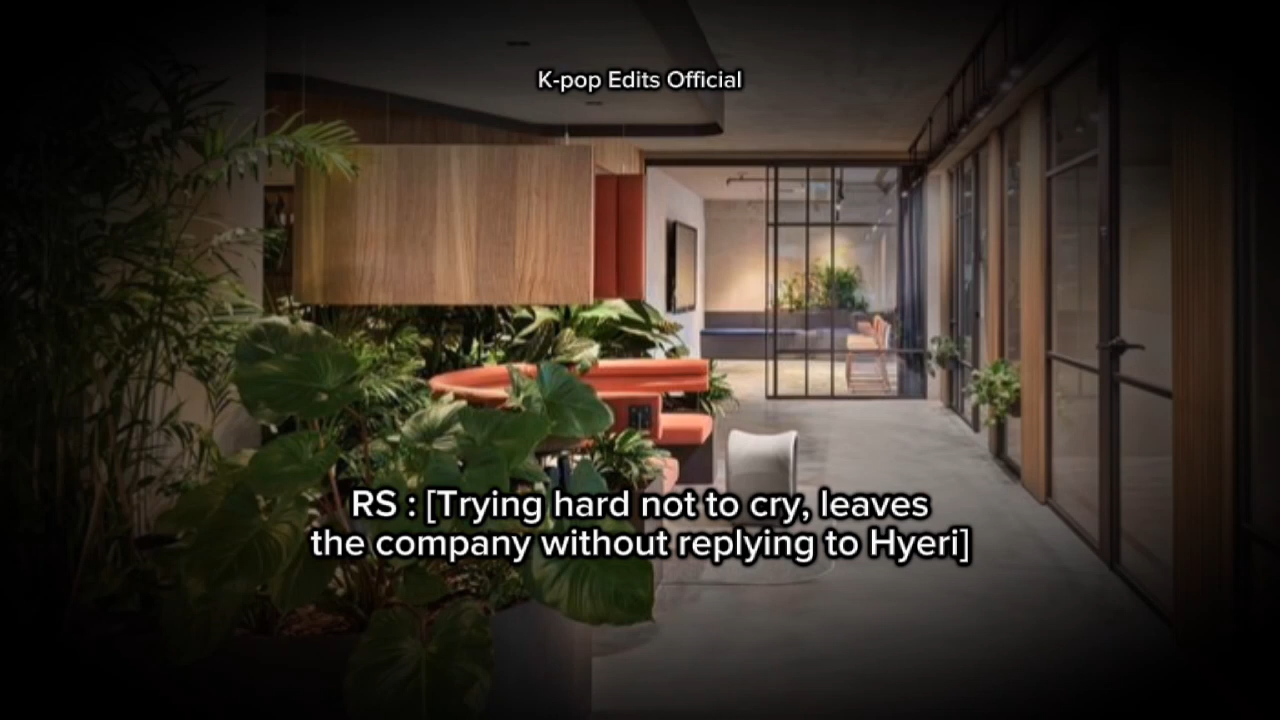 K-pop Edits Official
RS : [Trying hard not to cry, leaves
the company without replying to Hyeri]